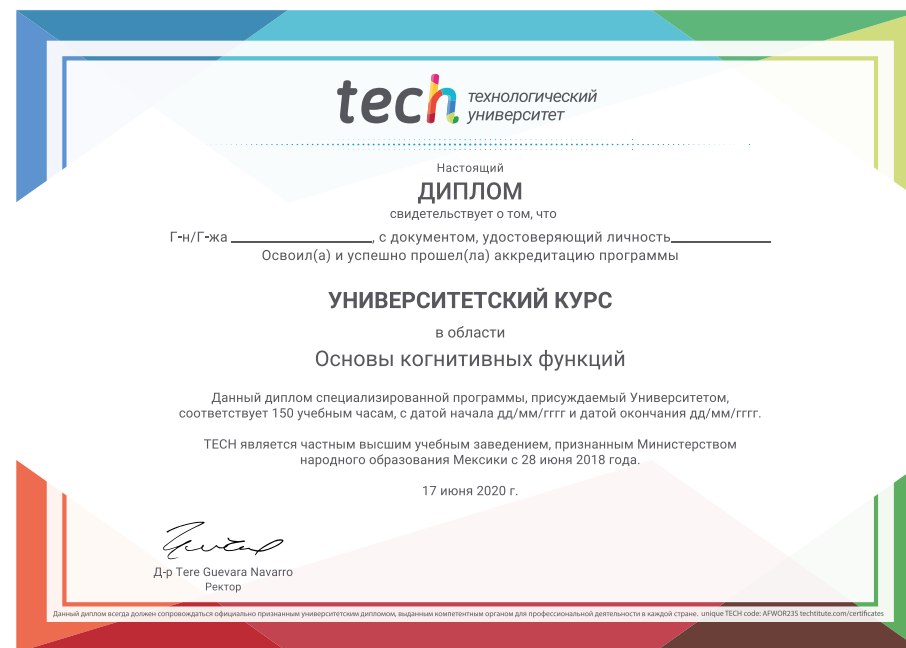 tech технологический университет
Настоящий
ДИПЛОМ
свидетельствует о том, что
Г-н/Г-жа ________________, с документом, удостоверяющий личность___________
Освоил(а) и успешно прошел(ла) аккредитацию программы
УНИВЕРСИТЕТСКИЙ КУРС
в области
Основы когнитивных функций
Данный диплом специализированной программы, присуждаемый Университетом,
соответствует 150 учебным часам, с датой начала дд/мм/гггг и датой окончания дд/мм/гггг.
TECH является частным высшим учебным заведением, признанным Министерством
народного образования Мексики с 28 июня 2018 года.
17 июня 2020 г.
Д-р Tere Guevara Navarro
Ректор
Данный диплом всегда должен сопровождаться официально признанным университетским дипломом, выданным компетентным органом для профессиональной деятельности в каждой стране. unique TECH code: AFWOR23S techtitute.com/certificates